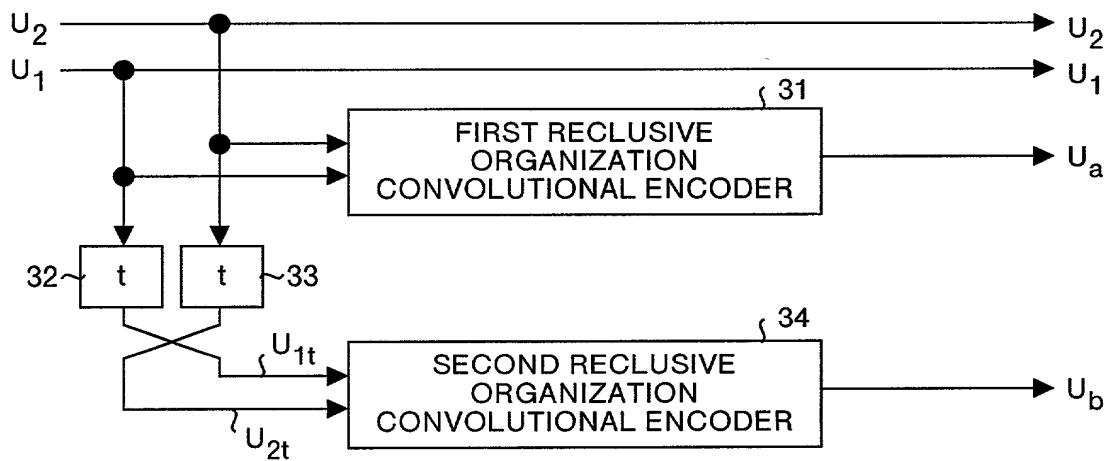 U2 U2
U1 U1
31
FIRST RECLUSIVE
ORGANIZATION
CONVOLUTIONAL ENCODER
Ua
32 t t 33
34
U1t
SECOND RECLUSIVE
ORGANIZATION
CONVOLUTIONAL ENCODER
Ub
U2t